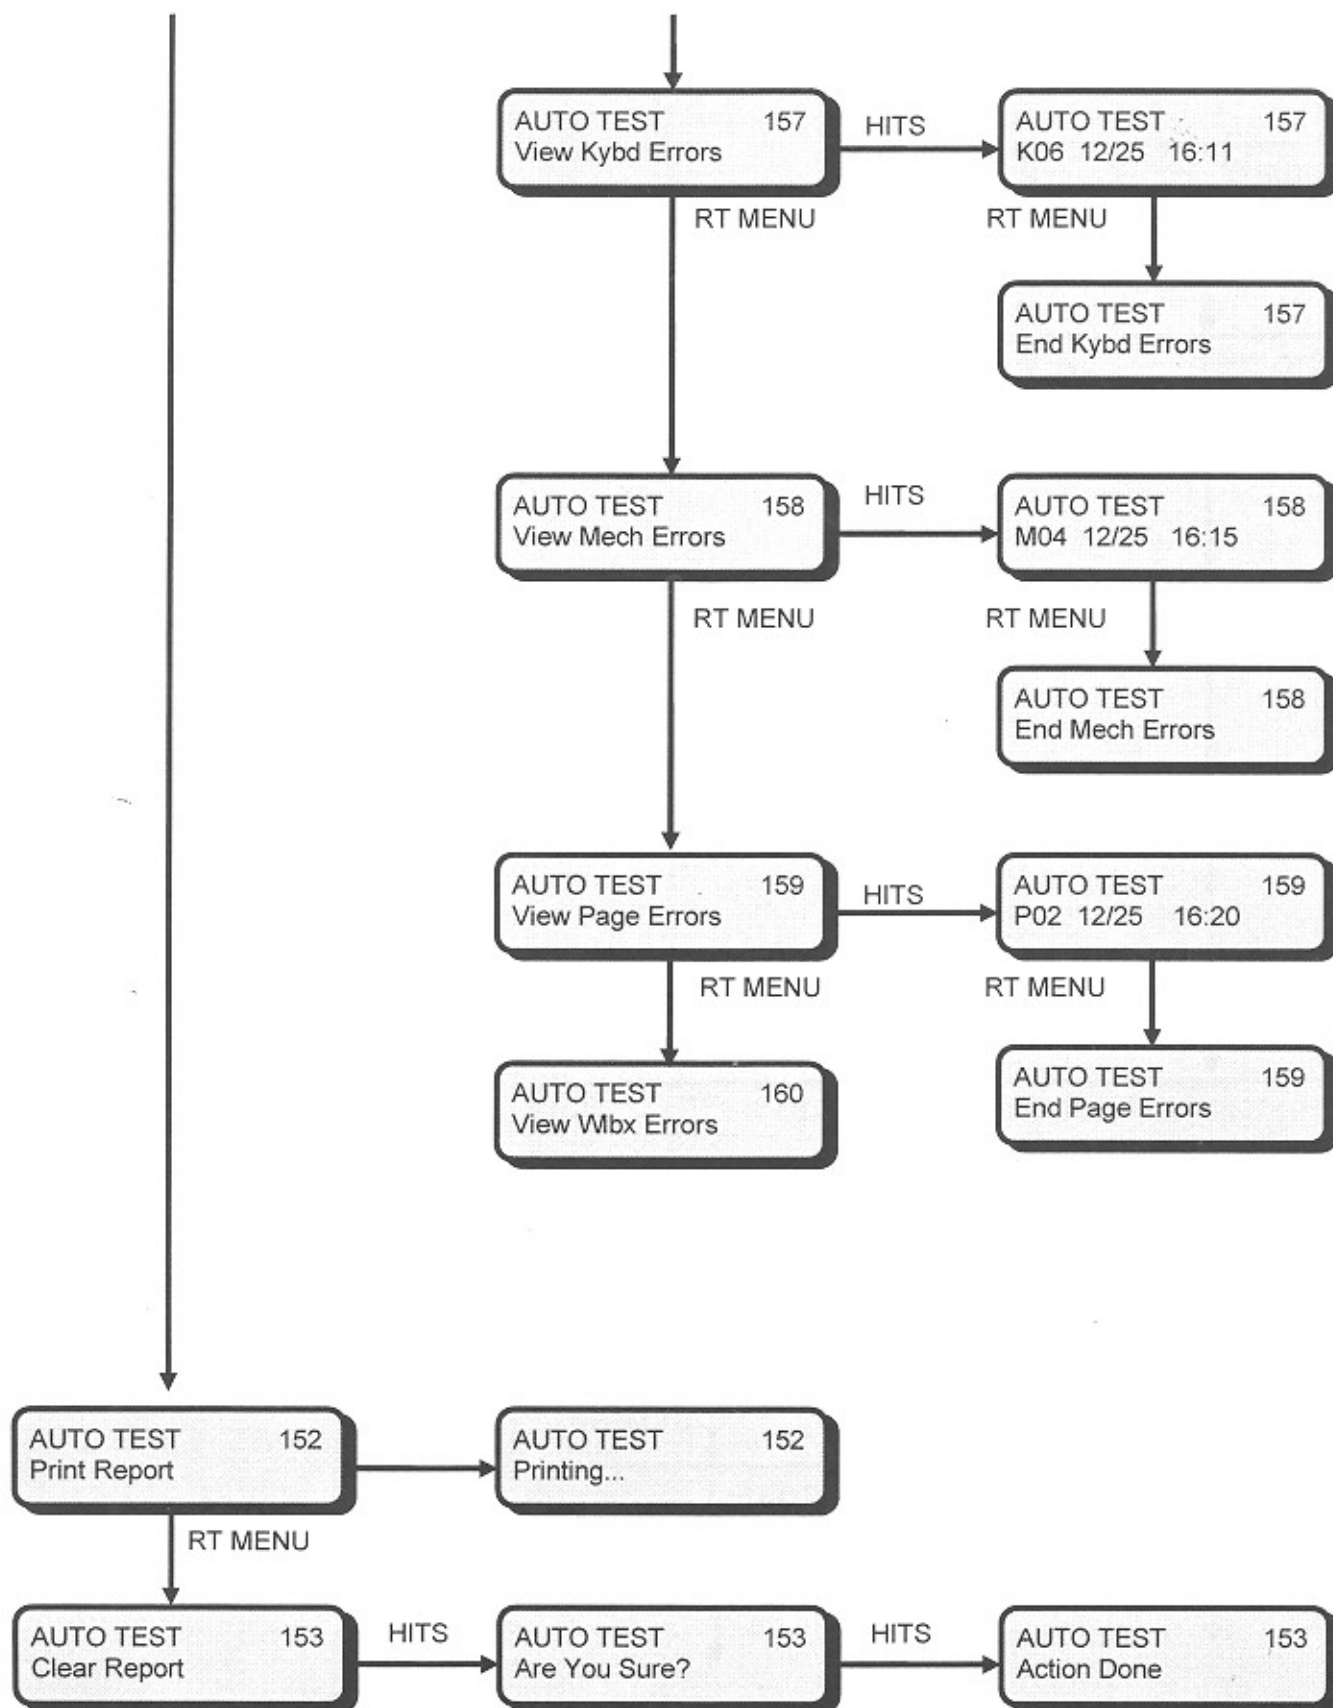 AUTO TEST 157
View Kybd Errors
HITS
AUTO TEST 157
K06 12/25 16:11
RT MENU
RT MENU
AUTO TEST 157
End Kybd Errors
AUTO TEST 158
View Mech Errors
HITS
AUTO TEST 158
M04 12/25 16:15
RT MENU
RT MENU
AUTO TEST 158
End Mech Errors
AUTO TEST 159
View Page Errors
HITS
AUTO TEST 159
P02 12/25 16:20
RT MENU
RT MENU
AUTO TEST 160
View Wlbx Errors
AUTO TEST 159
End Page Errors
AUTO TEST 152
Print Report
AUTO TEST 152
Printing...
RT MENU
AUTO TEST 153
Clear Report
HITS
AUTO TEST 153
Are You Sure?
HITS
AUTO TEST 153
Action Done